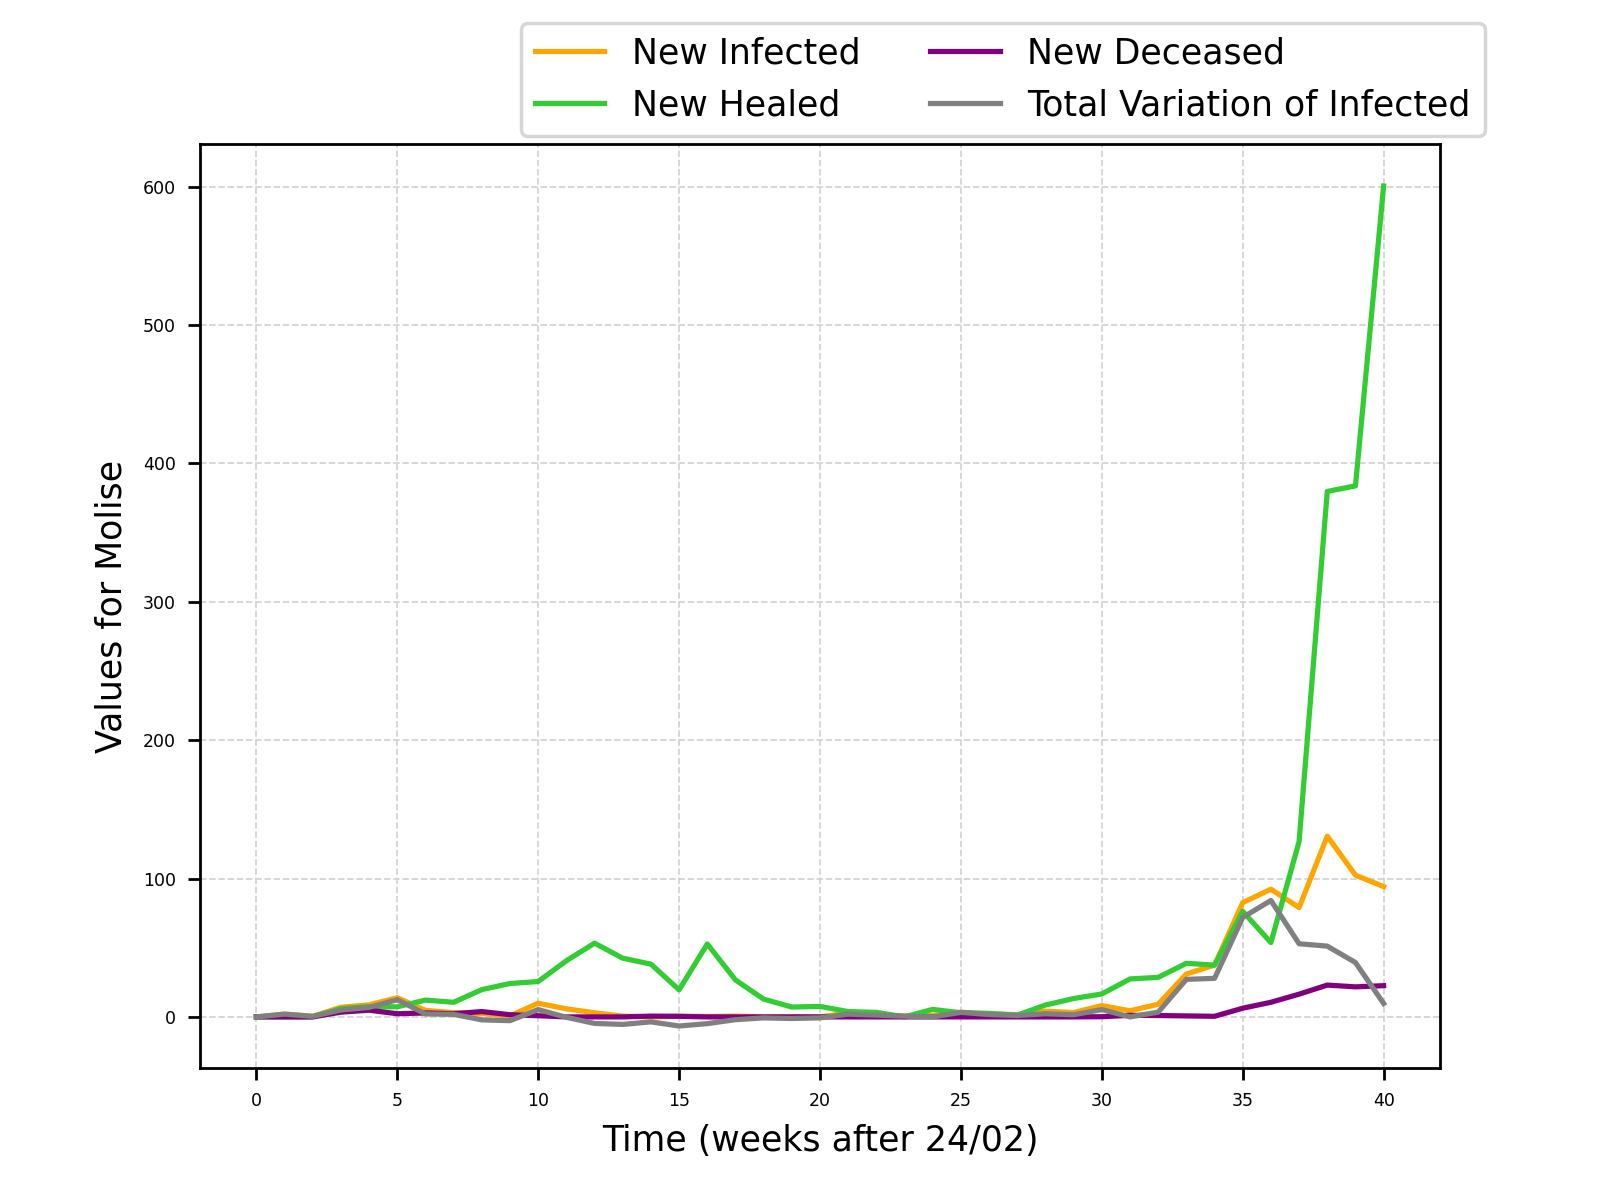 New Infected
New Healed
New Deceased
Total Variation of Infected
600
500
400
300
200
100
0
Values for Molise
0 5 10 15 20 25 30 35 40
Time (weeks after 24/02)